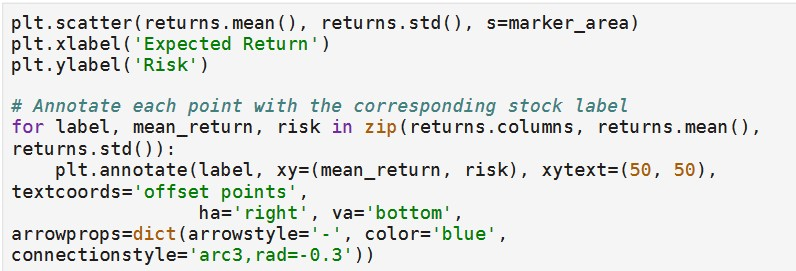 plt.scatter(returns.mean(), returns.std(), s=marker_area)
plt.xlabel('Expected Return')
plt.ylabel('Risk')

# Annotate each point with the corresponding stock label
for label, mean_return, risk in zip(returns.columns, returns.mean(),
returns.std()):
    plt.annotate(label, xy=(mean_return, risk), xytext=(50, 50),
textcoords='offset points',
                 ha='right', va='bottom',
arrowprops=dict(arrowstyle='-', color='blue',
connectionstyle='arc3,rad=-0.3'))